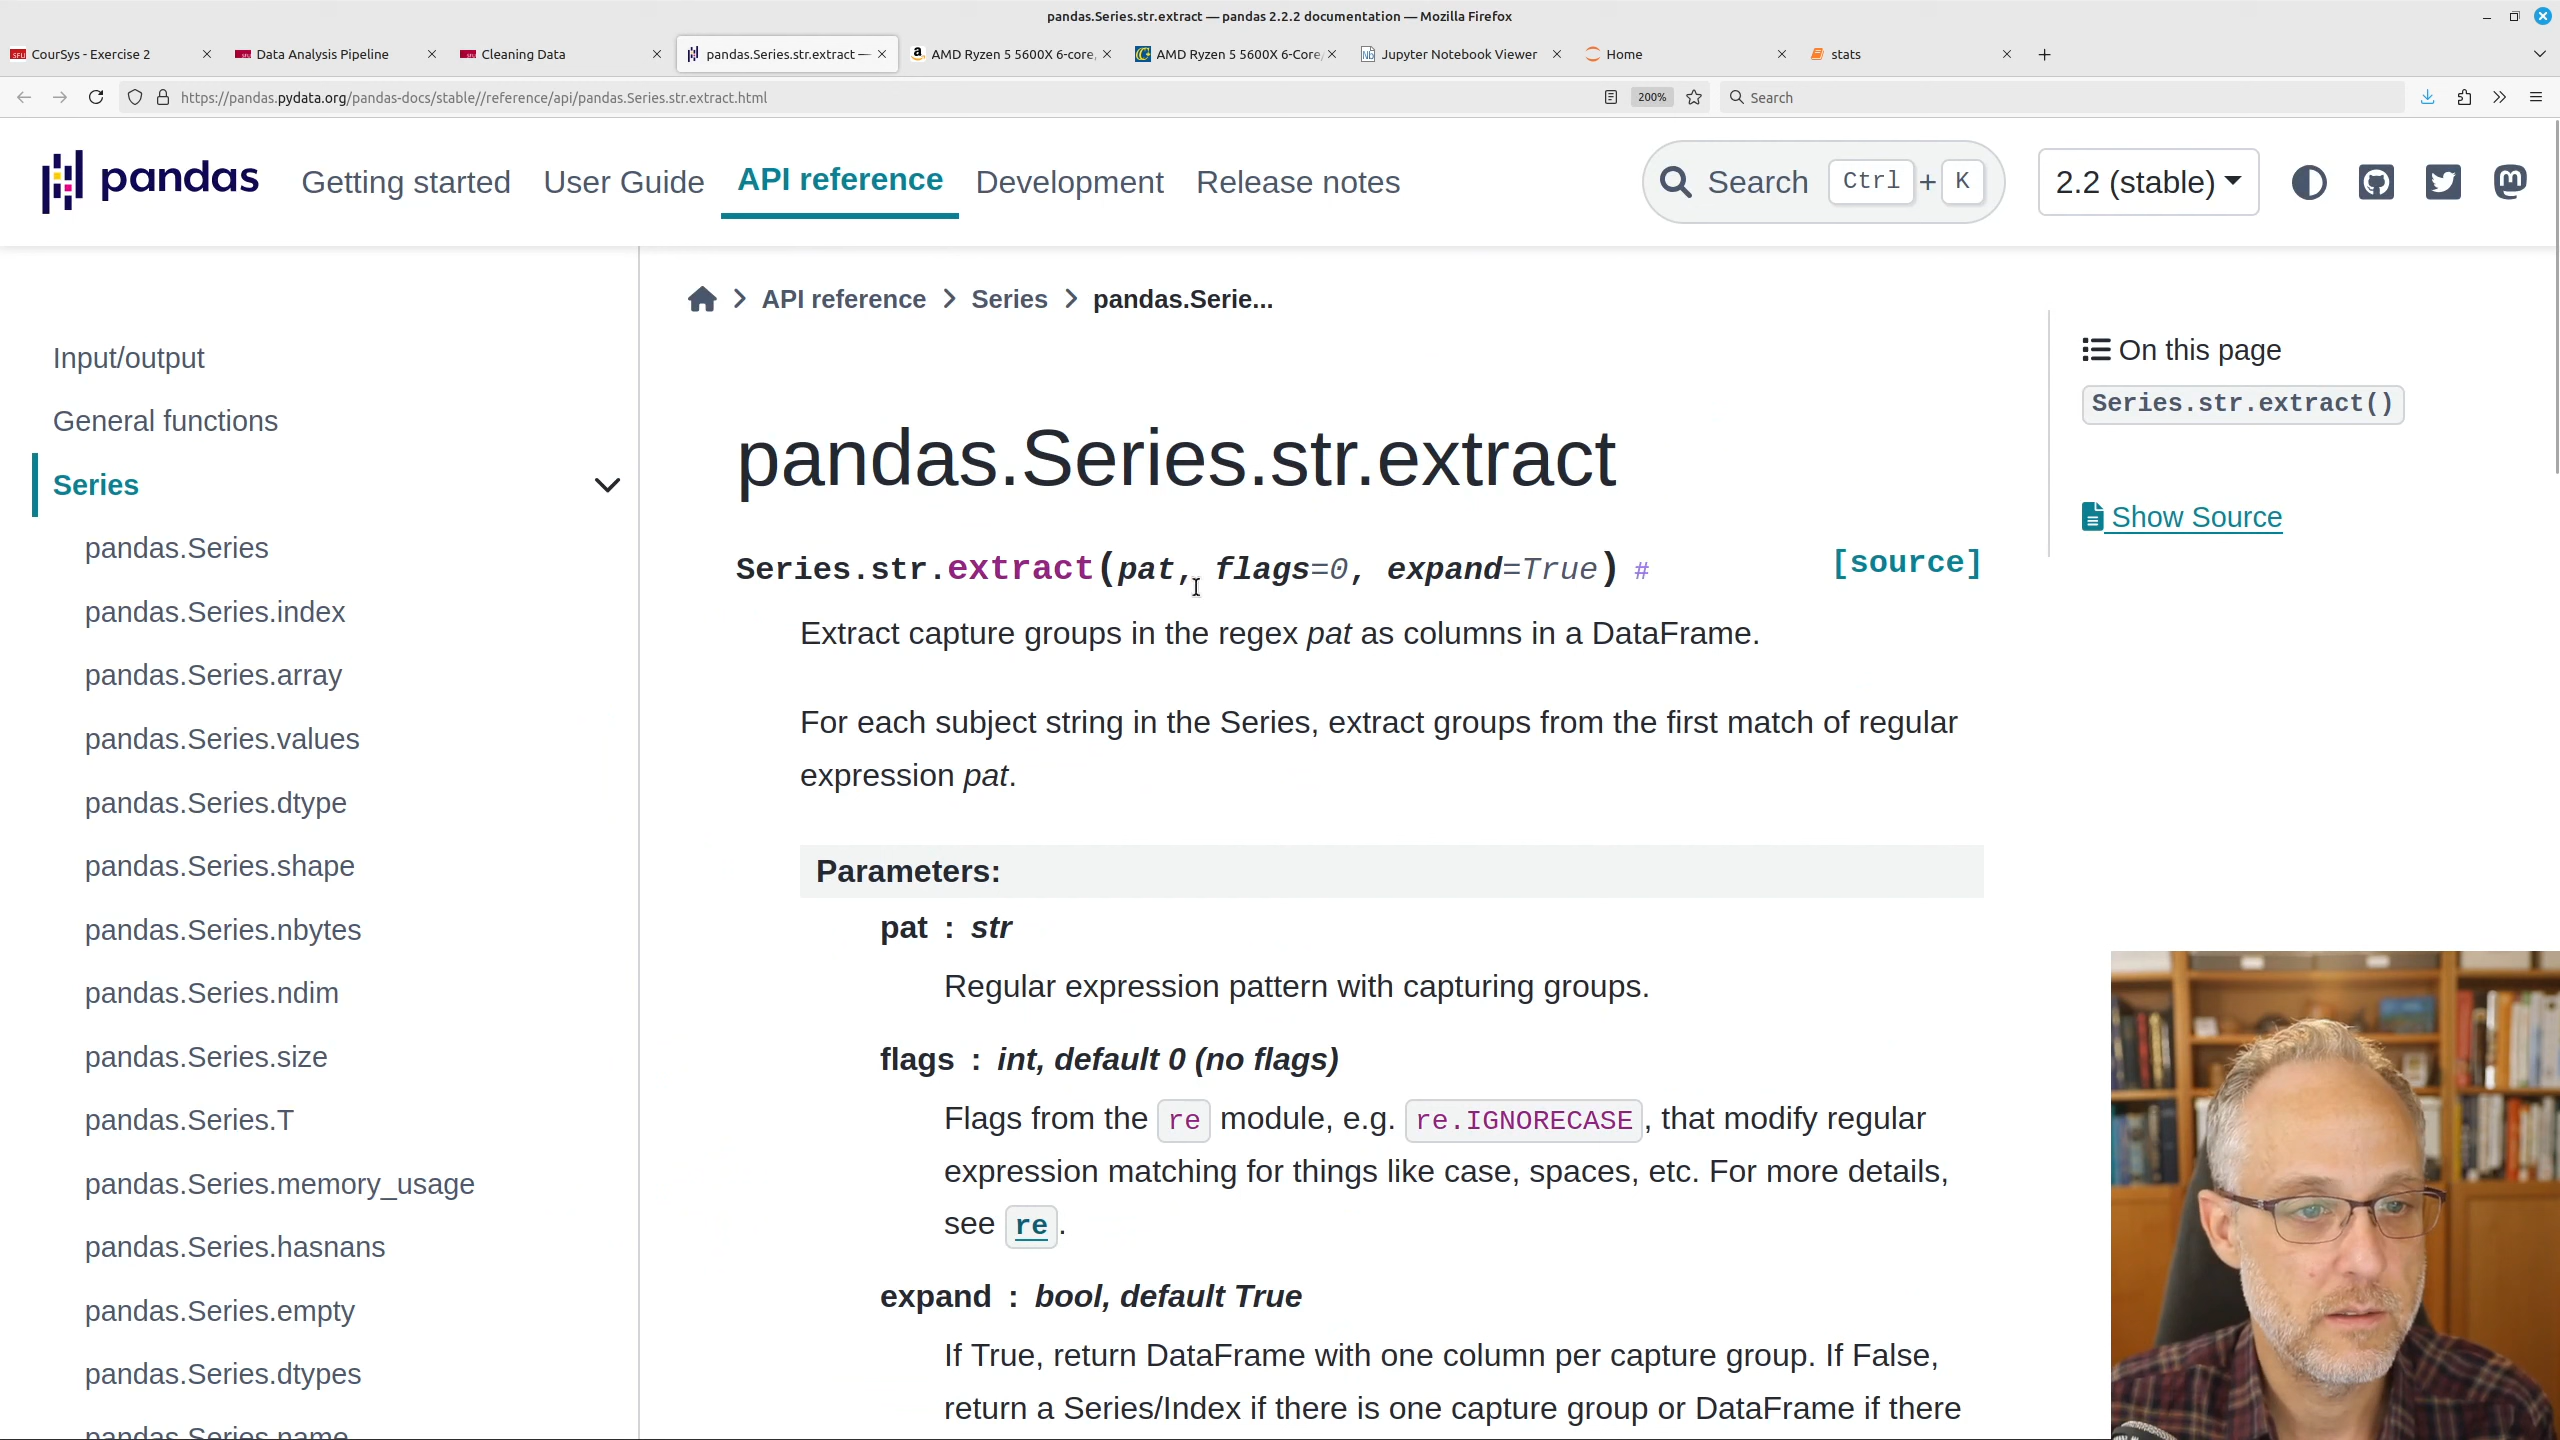 pandas.Series.str.extract — pandas 2.2.2 documentation — Mozilla Firefox
CourSys - Exercise 2
Data Analysis Pipeline
Cleaning Data
pandas.Series.str.extract —
AMD Ryzen 5 5600X 6-core,
AMD Ryzen 5 5600X 6-Core/
Jupyter Notebook Viewer
Home
stats
https://pandas.pydata.org/pandas-docs/stable//reference/api/pandas.Series.str.extract.html
200%
Search
pandas
Getting started
User Guide
API reference
Development
Release notes
Search Ctrl + K
2.2 (stable)
Input/output
General functions
Series
pandas.Series
pandas.Series.index
pandas.Series.array
pandas.Series.values
pandas.Series.dtype
pandas.Series.shape
pandas.Series.nbytes
pandas.Series.ndim
pandas.Series.size
pandas.Series.T
pandas.Series.memory_usage
pandas.Series.hasnans
pandas.Series.empty
pandas.Series.dtypes
pandas.Series.name
API reference > Series > pandas.Serie...
pandas.Series.str.extract
Series.str.extract(pat, flags=0, expand=True) #
[source]
Extract capture groups in the regex pat as columns in a DataFrame.
For each subject string in the Series, extract groups from the first match of regular
expression pat.
Parameters:
pat : str
Regular expression pattern with capturing groups.
flags : int, default 0 (no flags)
Flags from the re module, e.g. re.IGNORECASE, that modify regular
expression matching for things like case, spaces, etc. For more details,
see re.
expand : bool, default True
If True, return DataFrame with one column per capture group. If False,
return a Series/Index if there is one capture group or DataFrame if there
On this page
Series.str.extract()
Show Source